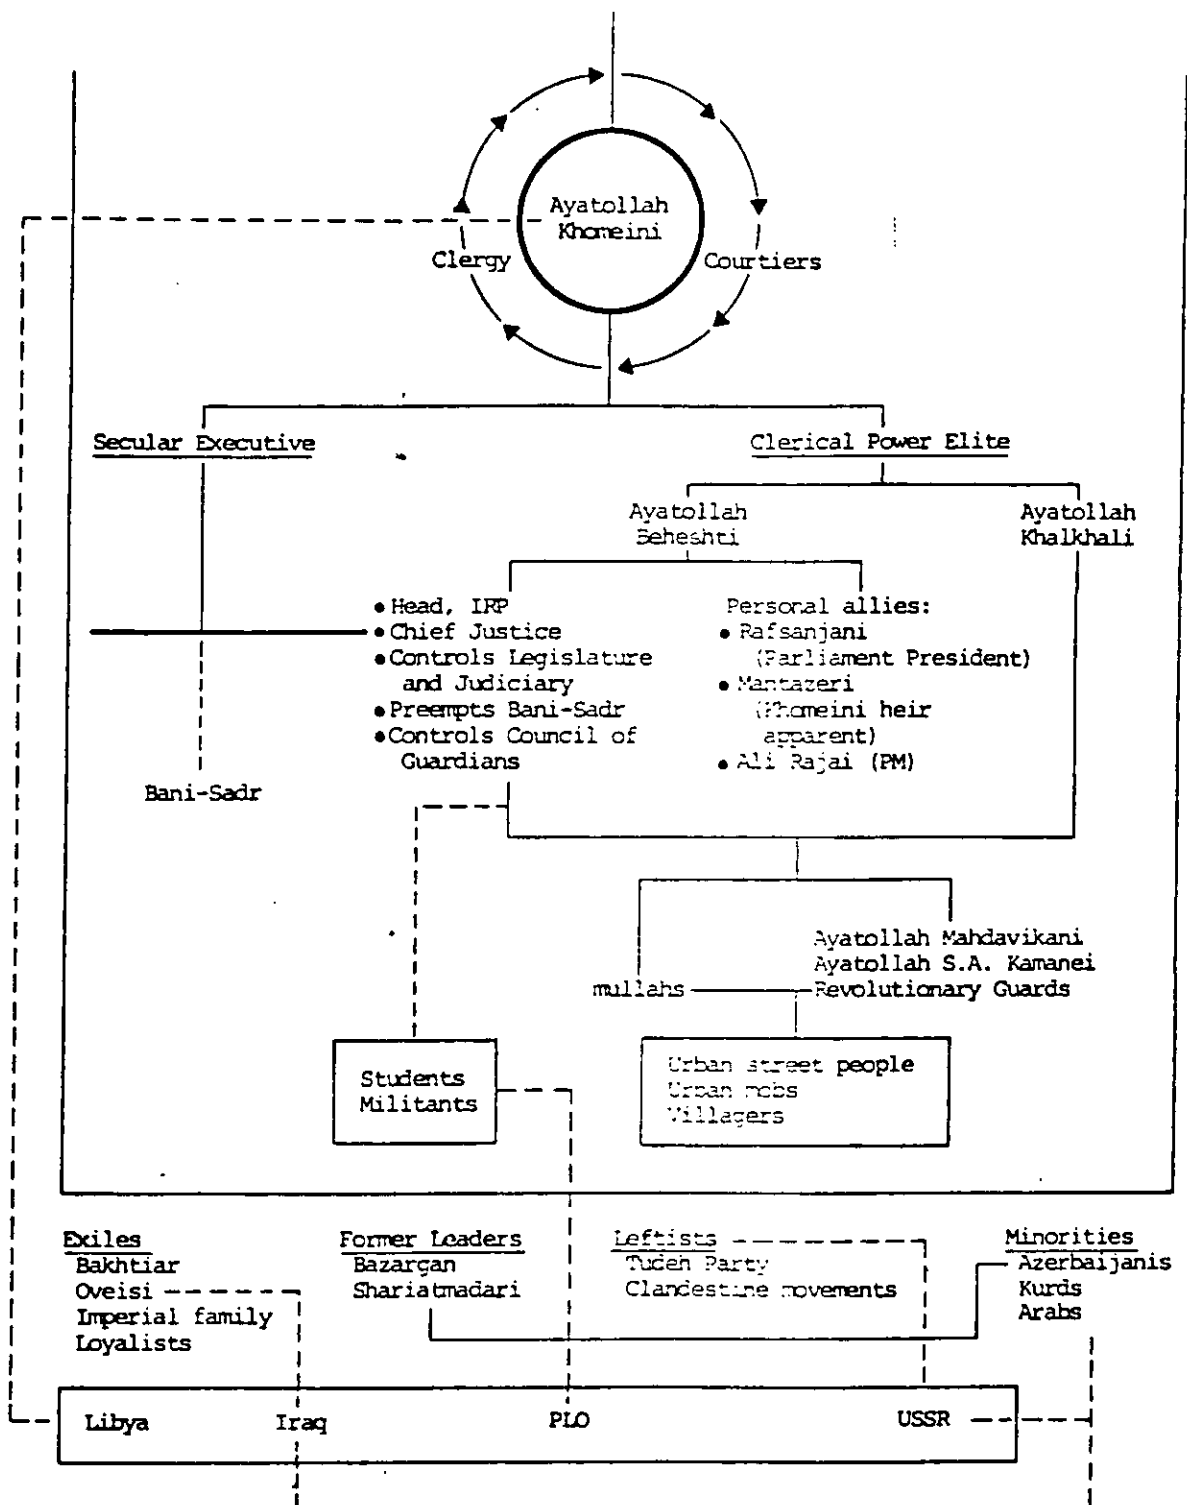 Ayatollah
Khomeini
Clergy
Courtiers
Secular Executive
Clerical Power Elite
Ayatollah
Beheshti
Ayatollah
Khalkhali
● Head, IRP
● Chief Justice
● Controls Legislature
and Judiciary
● Preempts Bani-Sadr
● Controls Council of
Guardians
Personal allies:
● Rafsanjani
(Parliament President)
● Mantazeri
(Khomeini heir
apparent)
● Ali Rajai (PM)
Bani-Sadr
Ayatollah Mahdavikani
Ayatollah S.A. Kamanei
mullahs
Revolutionary Guards
Students
Militants
Urban street people
Urban mobs
Villagers
Exiles
Bakhtiar
Oveisi
Imperial family
Loyalists
Former Leaders
Bazargan
Shariatmadari
Leftists
Tudeh Party
Clandestine movements
Minorities
Azerbaijanis
Kurds
Arabs
Libya
Iraq
PLO
USSR